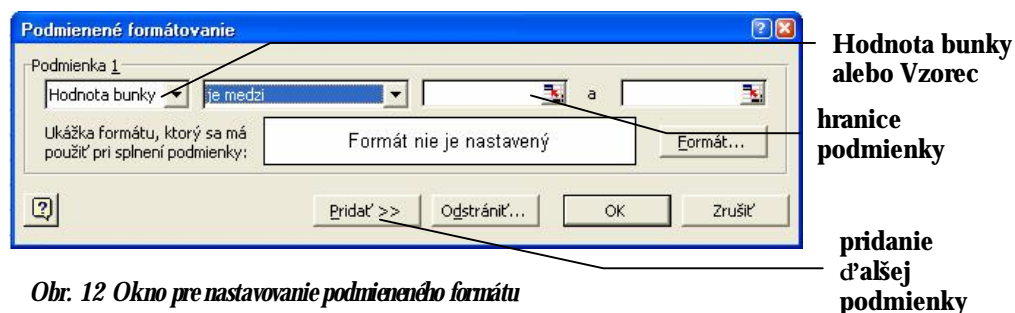 Podmienené formátovanie
Podmienka 1
Hodnota bunky je medzi a
Ukážka formátu, ktorý sa má
použiť pri splnení podmienky:
Formát nie je nastavený
Formát...
Pridať >> Odstrániť... OK Zrušiť
Hodnota bunky
alebo Vzorec
hranice
podmienky
pridanie
ďalšej
podmienky
Obr. 12 Okno pre nastavovanie podmieneného formátu